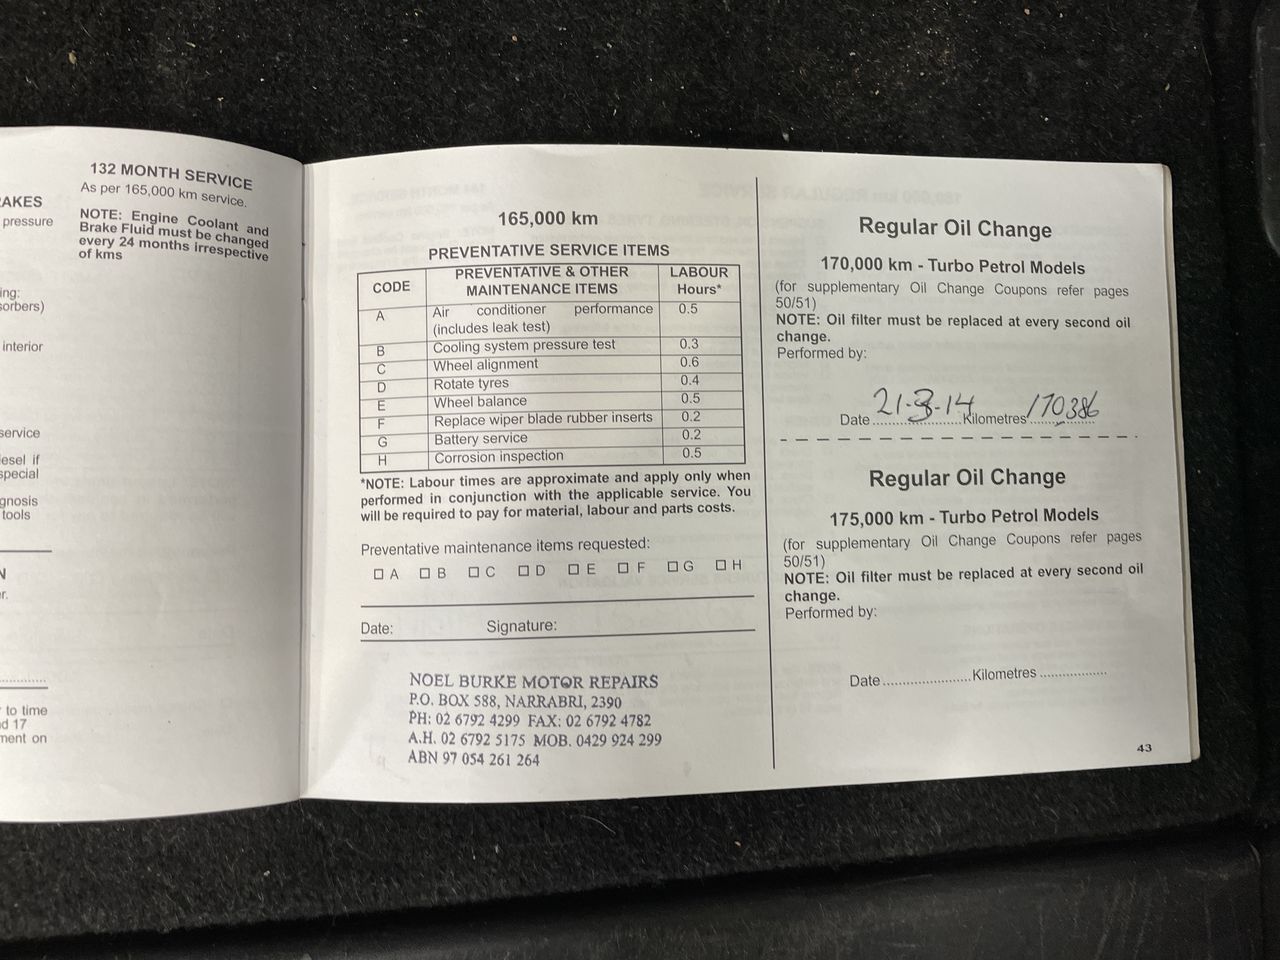 AKES
pressure
ing:
sorbers)
interior
service
esel if
special
gnosis
tools
N
r.
to time
d 17
ment on
132 MONTH SERVICE
As per 165,000 km service.
NOTE: Engine Coolant and
Brake Fluid must be changed
every 24 months irrespective
of kms
165,000 km
PREVENTATIVE SERVICE ITEMS
CODE PREVENTATIVE & OTHER MAINTENANCE ITEMS LABOUR Hours*
A Air conditioner performance (includes leak test) 0.5
B Cooling system pressure test 0.3
C Wheel alignment 0.6
D Rotate tyres 0.4
E Wheel balance 0.5
F Replace wiper blade rubber inserts 0.2
G Battery service 0.2
H Corrosion inspection 0.5
*NOTE: Labour times are approximate and apply only when
performed in conjunction with the applicable service. You
will be required to pay for material, labour and parts costs.
Preventative maintenance items requested:
☐ A ☐ B ☐ C ☐ D ☐ E ☐ F ☐ G ☐ H
Date: Signature:
NOEL BURKE MOTOR REPAIRS
P.O. BOX 588, NARRABRI, 2390
PH: 02 6792 4299 FAX: 02 6792 4782
A.H. 02 6792 5175 MOB. 0429 924 299
ABN 97 054 261 264
Regular Oil Change
170,000 km - Turbo Petrol Models
(for supplementary Oil Change Coupons refer pages
50/51)
NOTE: Oil filter must be replaced at every second oil
change.
Performed by:
Date 21-3-14 Kilometres 170386
Regular Oil Change
175,000 km - Turbo Petrol Models
(for supplementary Oil Change Coupons refer pages
50/51)
NOTE: Oil filter must be replaced at every second oil
change.
Performed by:
Date ...................... Kilometres .................
43